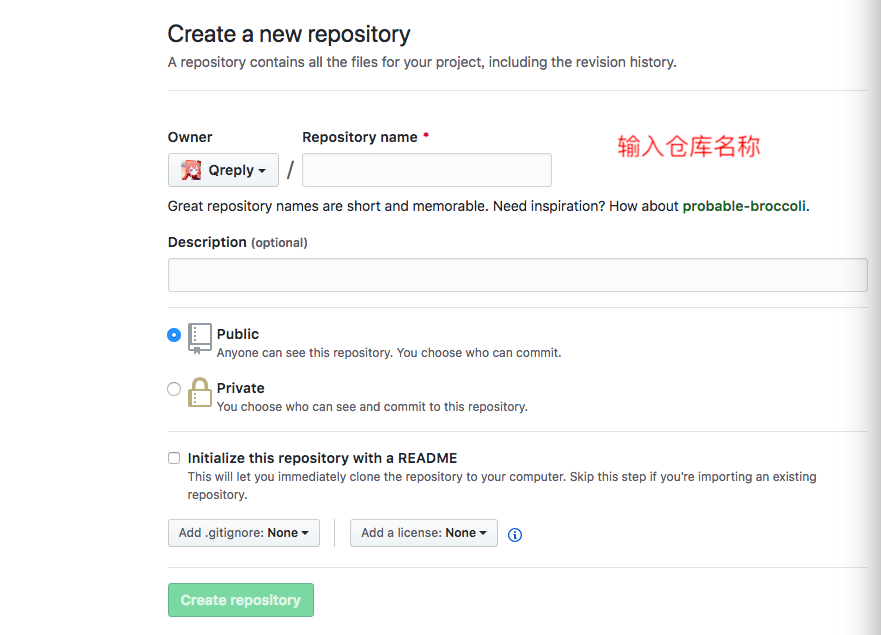 Create a new repository
A repository contains all the files for your project, including the revision history.
Owner
Repository name *
输入仓库名称
Qreply /
Great repository names are short and memorable. Need inspiration? How about probable-broccoli.
Description (optional)
Public
Anyone can see this repository. You choose who can commit.
Private
You choose who can see and commit to this repository.
Initialize this repository with a README
This will let you immediately clone the repository to your computer. Skip this step if you're importing an existing
repository.
Add .gitignore: None
Add a license: None
Create repository